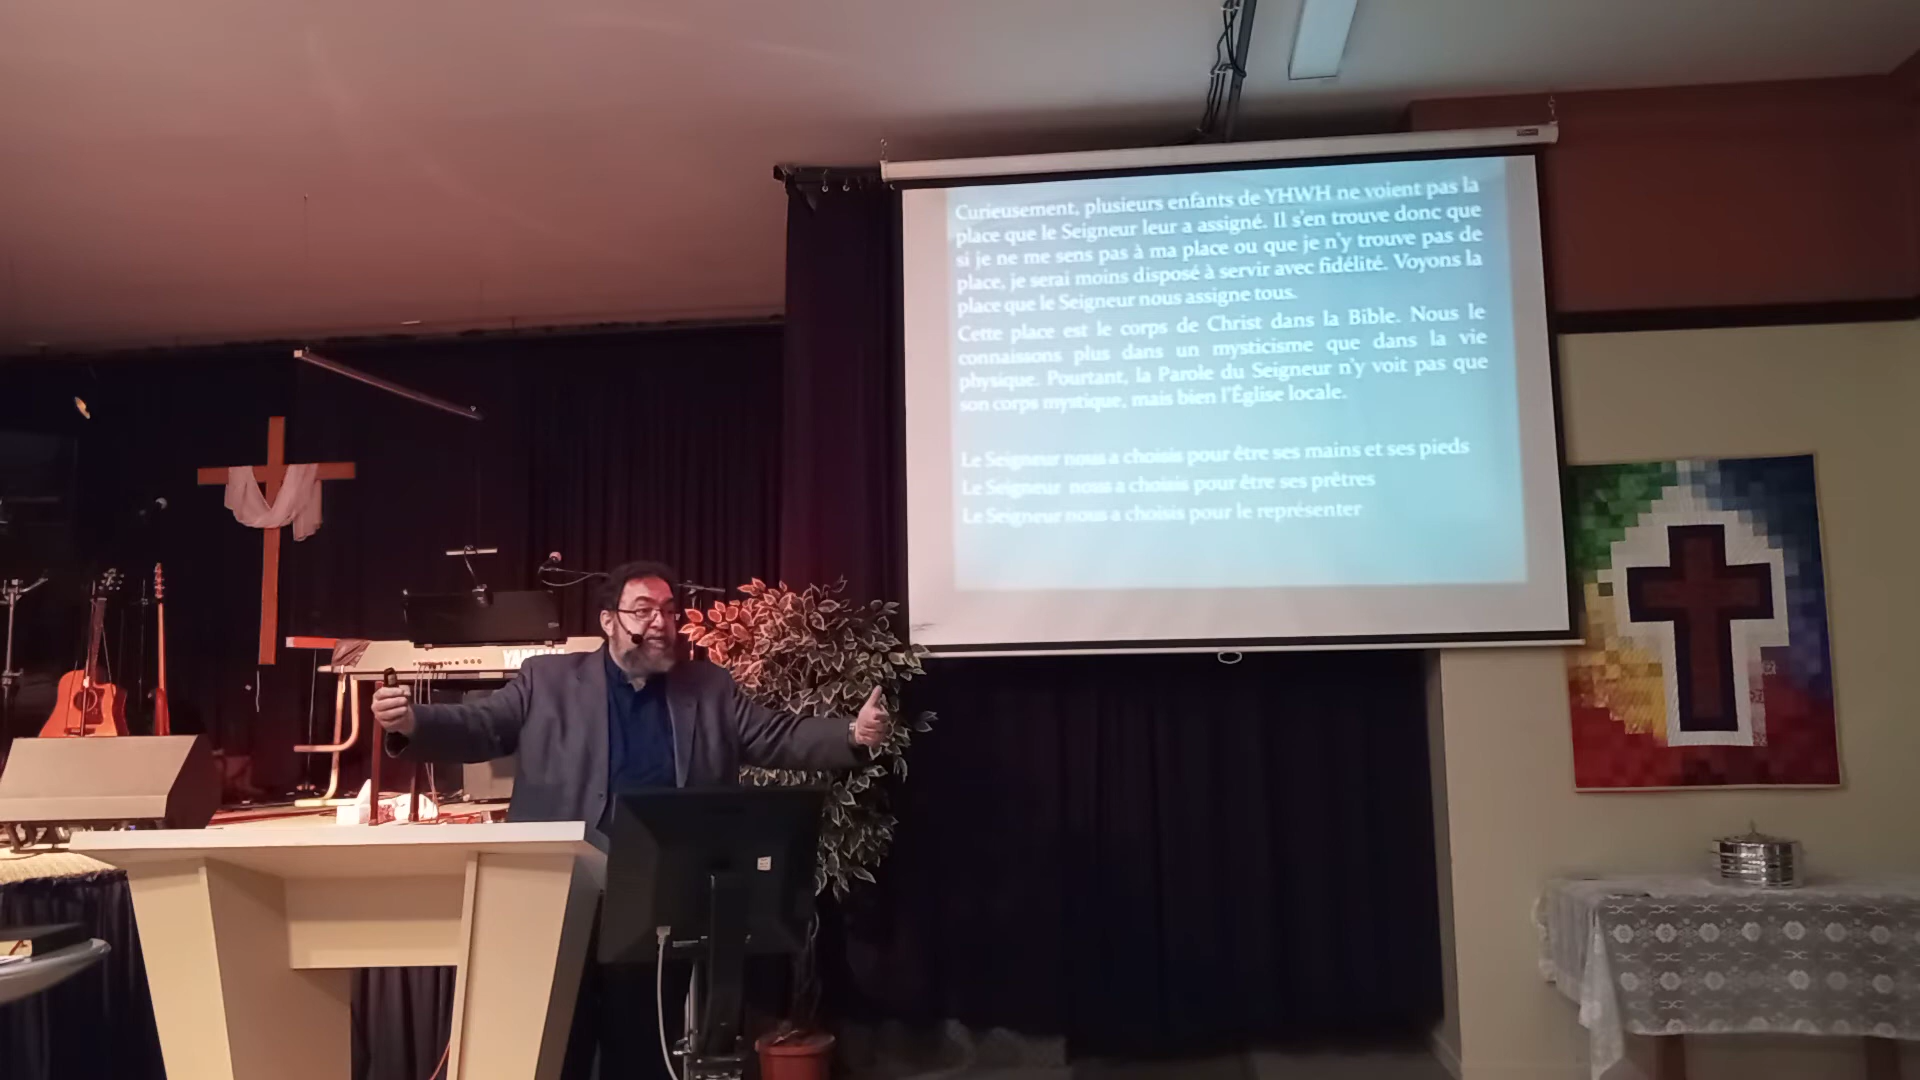 Curieusement, plusieurs enfants de YHWH ne voient pas la
place que le Seigneur leur a assigné. Il s'en trouve donc que
si je ne me sens pas à ma place ou que je n'y trouve pas de
place, je serai moins disposé à servir avec fidélité. Voyons la
place que le Seigneur nous assigne tous.
Cette place est le corps de Christ dans la Bible. Nous le
connaissons plus dans un mysticisme que dans la vie
physique. Pourtant, la Parole du Seigneur n'y voit pas que
son corps mystique, mais bien l'Église locale.
Le Seigneur nous a choisis pour être ses mains et ses pieds
Le Seigneur nous a choisis pour être ses prêtres
Le Seigneur nous a choisis pour le représenter
YAMAHA